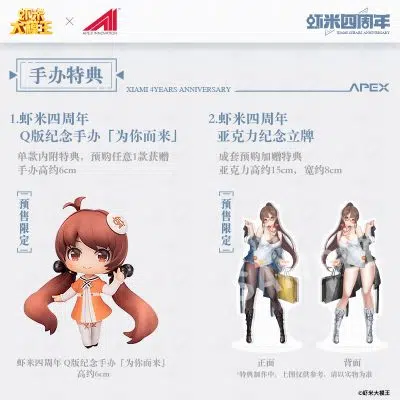 虾米大模王 × APEX INNOVATION
虾米四周年
XIAMI 4YEARS ANNIVERSARY
手办特典
XIAMI 4YEARS ANNIVERSARY
APEX
1.虾米四周年
Q版纪念手办「为你而来」
单款内附特典，预购任意1款获赠
手办高约6cm
2.虾米四周年
亚克力纪念立牌
成套预购加赠特典
亚克力高约15cm，宽约8cm
【预售限定】
【预售限定】
虾米四周年 Q版纪念手办「为你而来」
高约6cm
正面
背面
*特典制作中，上图仅供参考，请以实物为准
©虾米大模王